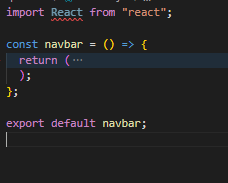 import React from "react";
const navbar = () => {
return (⋯
);
};
export default navbar;